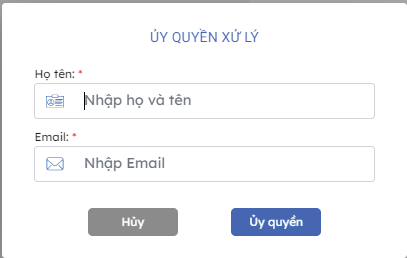 ỦY QUYỀN XỬ LÝ
Họ tên: *
Nhập họ và tên
Email: *
Nhập Email
Hủy
Ủy quyền